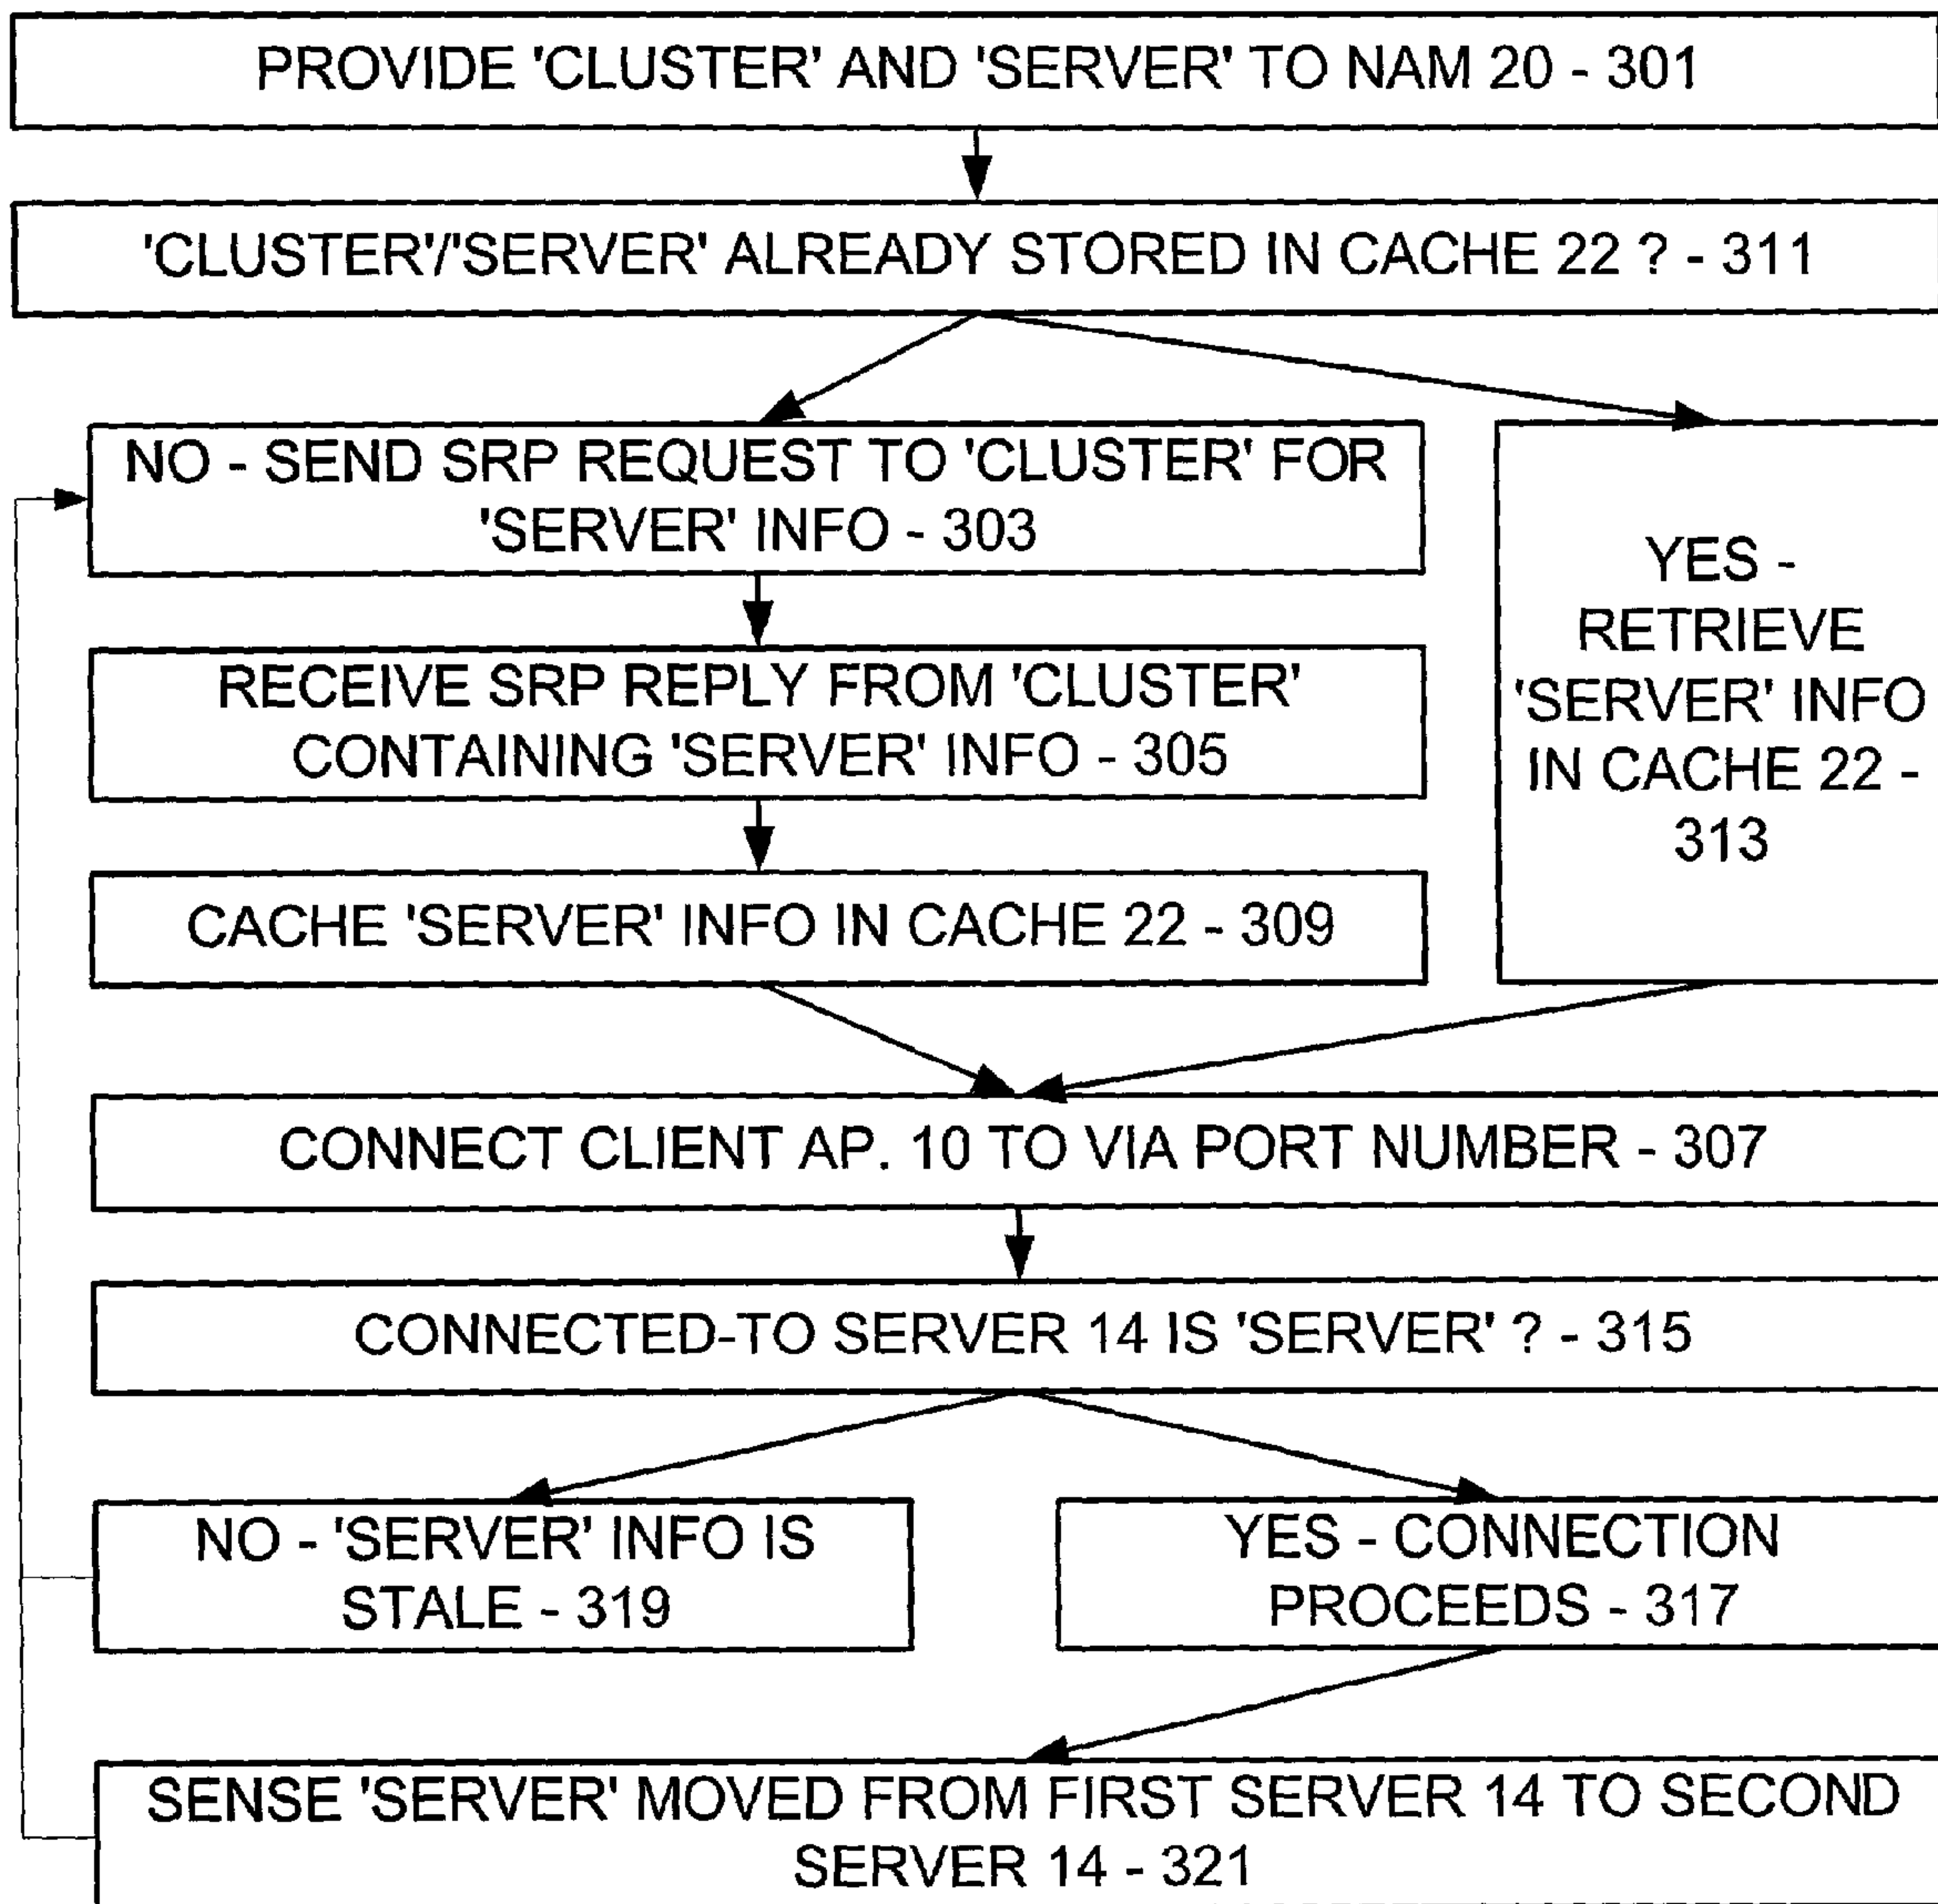 PROVIDE 'CLUSTER' AND 'SERVER' TO NAM 20 - 301
'CLUSTER'/'SERVER' ALREADY STORED IN CACHE 22 ? - 311
NO - SEND SRP REQUEST TO 'CLUSTER' FOR
'SERVER' INFO - 303
RECEIVE SRP REPLY FROM 'CLUSTER'
CONTAINING 'SERVER' INFO - 305
CACHE 'SERVER' INFO IN CACHE 22 - 309
YES -
RETRIEVE
'SERVER' INFO
IN CACHE 22 -
313
CONNECT CLIENT AP. 10 TO VIA PORT NUMBER - 307
CONNECTED-TO SERVER 14 IS 'SERVER' ? - 315
NO - 'SERVER' INFO IS
STALE - 319
YES - CONNECTION
PROCEEDS - 317
SENSE 'SERVER' MOVED FROM FIRST SERVER 14 TO SECOND
SERVER 14 - 321